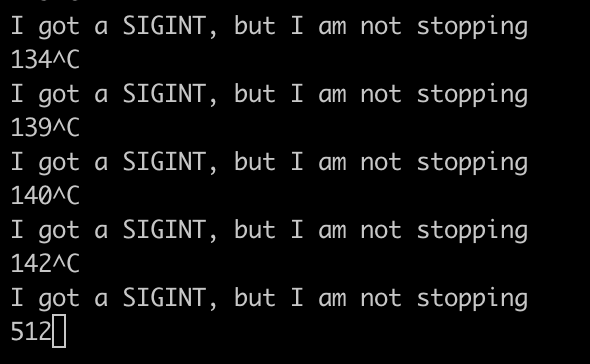 I got a SIGINT, but I am not stopping
134^C
I got a SIGINT, but I am not stopping
139^C
I got a SIGINT, but I am not stopping
140^C
I got a SIGINT, but I am not stopping
142^C
I got a SIGINT, but I am not stopping
512